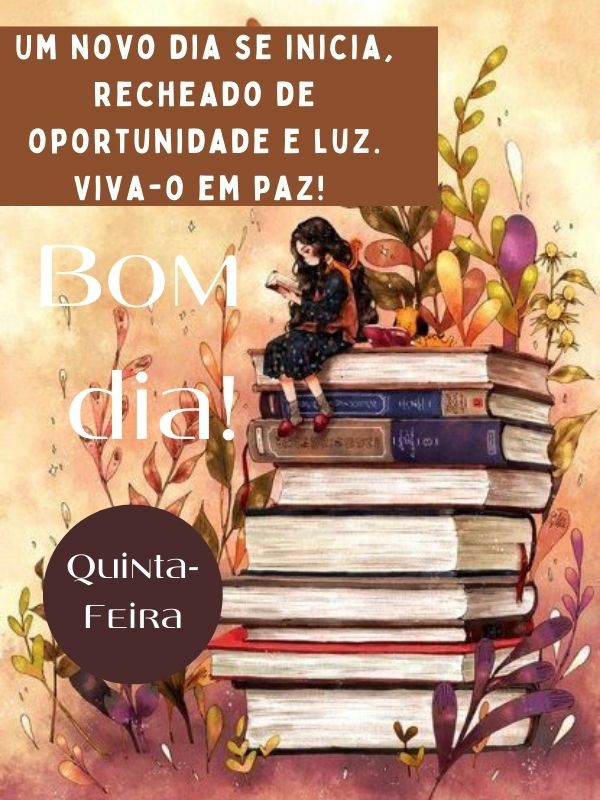 UM NOVO DIA SE INICIA,
RECHEADO DE
OPORTUNIDADE E LUZ.
VIVA-O EM PAZ!
BOM
dia!
QUINTA-
FEIRA